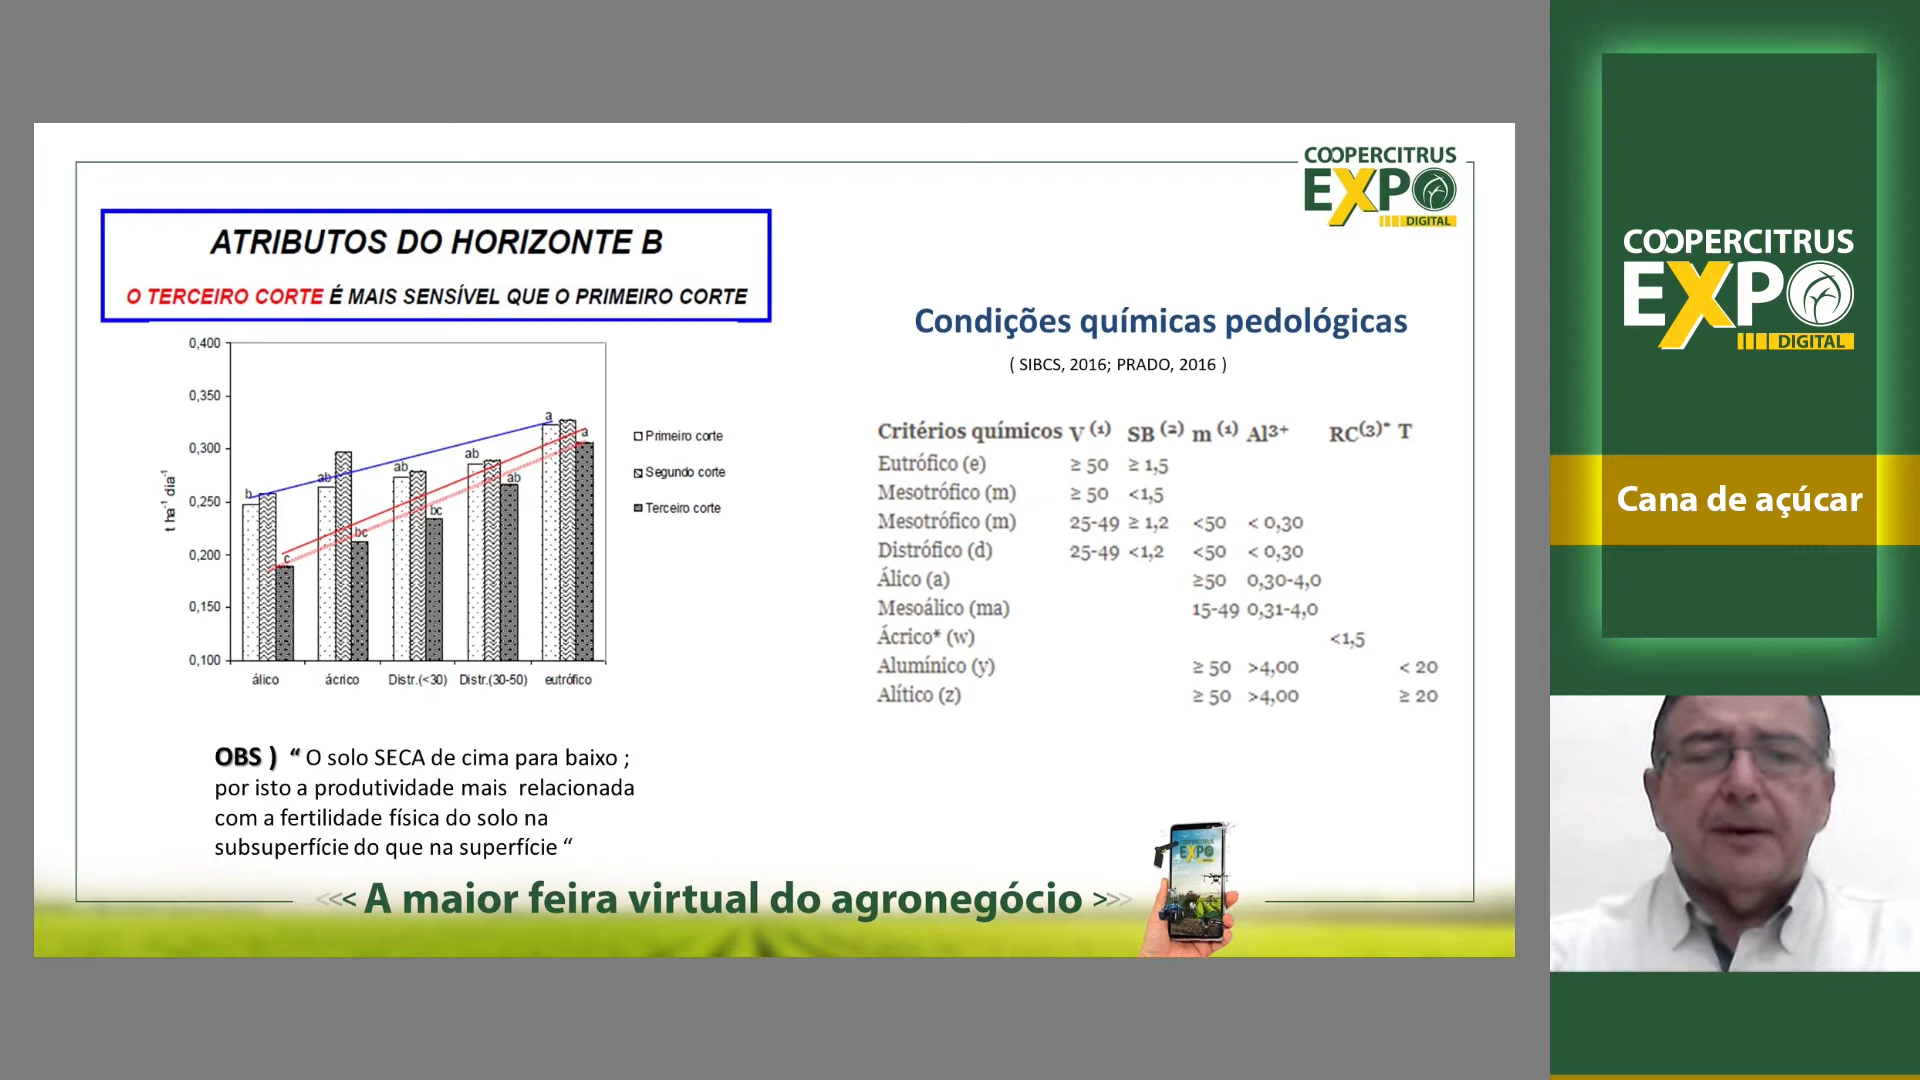 COOPERCITRUS
EXPO
DIGITAL
ATRIBUTOS DO HORIZONTE B
O TERCEIRO CORTE É MAIS SENSÍVEL QUE O PRIMEIRO CORTE
0,400
0,350
0,300
0,250
0,200
0,150
0,100
t ha⁻¹ dia⁻¹
b
c
ab
bc
ab
bc
ab
ab
a
a
álico
ácrico
Distr.(<30)
Distr.(30-50)
eutrófico
Primeiro corte
Segundo corte
Terceiro corte
OBS ) “ O solo SECA de cima para baixo ;
por isto a produtividade mais relacionada
com a fertilidade física do solo na
subsuperfície do que na superfície “
Condições químicas pedológicas
( SIBCS, 2016; PRADO, 2016 )
Critérios químicos V (1) SB (2) m (1) Al3+ RC(3)* T
Eutrófico (e) ≥ 50 ≥ 1,5
Mesotrófico (m) ≥ 50 <1,5
Mesotrófico (m) 25-49 ≥ 1,2 <50 < 0,30
Distrófico (d) 25-49 <1,2 <50 < 0,30
Álico (a) ≥50 0,30-4,0
Mesoálico (ma) 15-49 0,31-4,0
Ácrico* (w) <1,5
Alumínico (y) ≥ 50 >4,00 < 20
Alítico (z) ≥ 50 >4,00 ≥ 20
<<< A maior feira virtual do agronegócio >>>
EXPO
COOPERCITRUS
EXPO
DIGITAL
Cana de açúcar